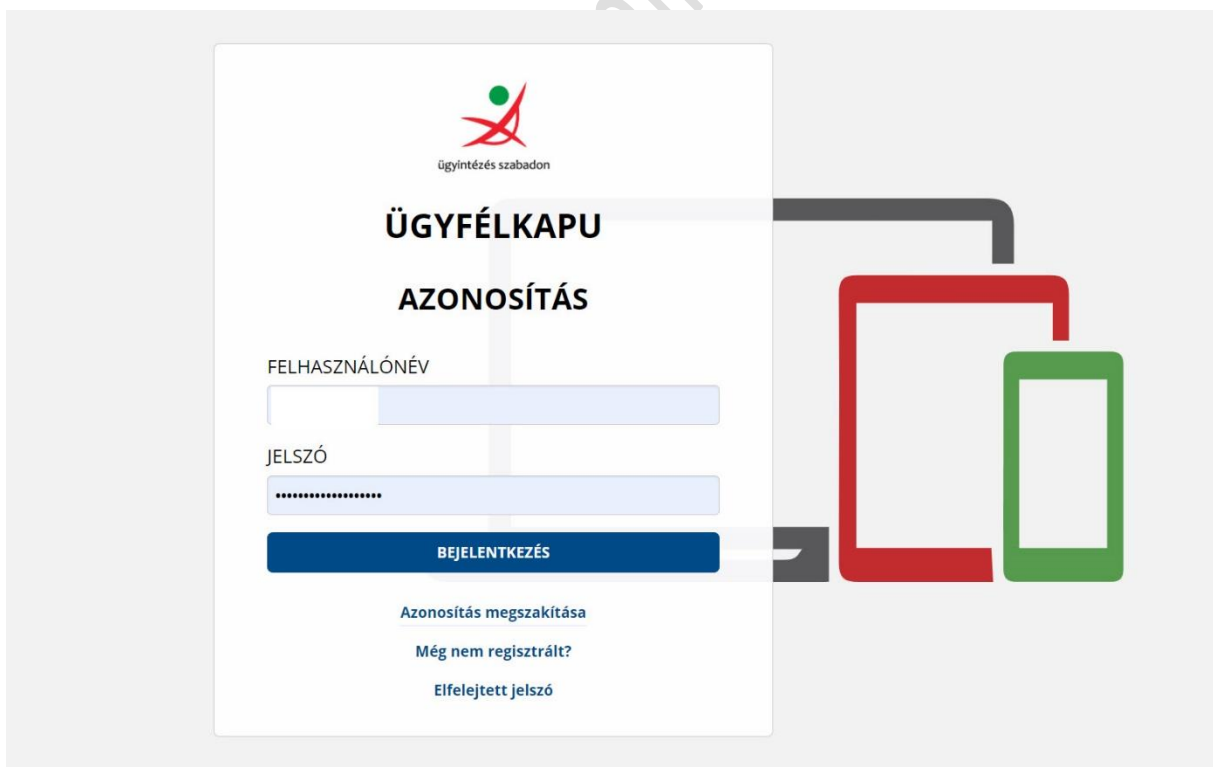 ügyintézés szabadon
ÜGYFÉLKAPU
AZONOSÍTÁS
FELHASZNÁLÓNÉV
JELSZÓ
•••••••••••••••••••
BEJELENTKEZÉS
Azonosítás megszakítása
Még nem regisztrált?
Elfelejtett jelszó